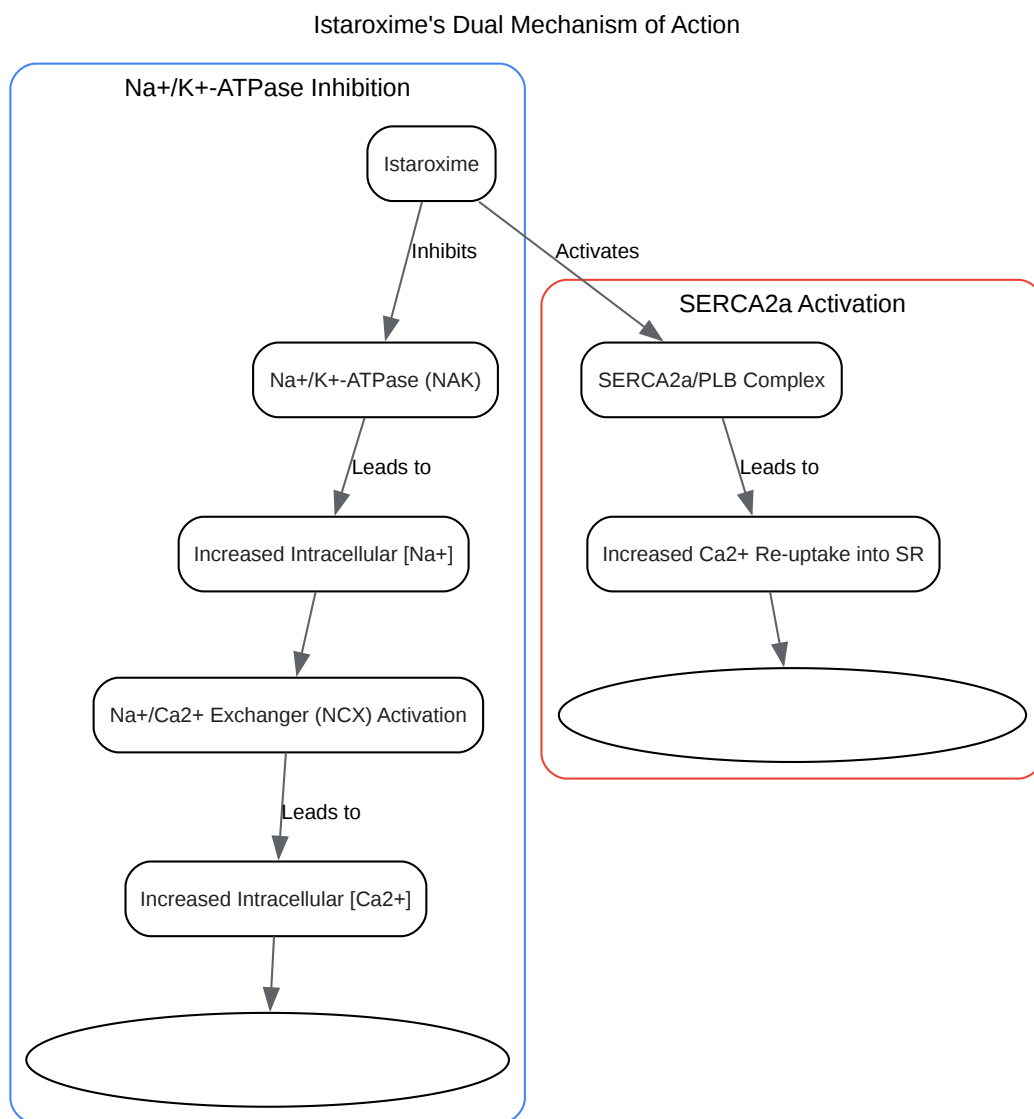 Istaroxime's Dual Mechanism of Action
Na+/K+-ATPase Inhibition
Istaroxime
Inhibits
Activates
SERCA2a Activation
Na+/K+-ATPase (NAK)
SERCA2a/PLB Complex
Leads to
Leads to
Increased Intracellular [Na+]
Increased Ca2+ Re-uptake into SR
Na+/Ca2+ Exchanger (NCX) Activation
Leads to
Increased Intracellular [Ca2+]